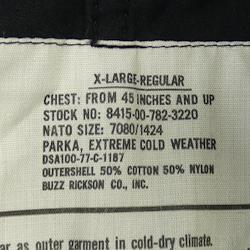 X-LARGE-REGULAR
CHEST: FROM 45 INCHES AND UP
STOCK NO: 8415-00-782-3220
NATO SIZE: 7080/1424
PARKA, EXTREME COLD WEATHER
DSA100-77-C-1187
OUTERSHELL 50% COTTON 50% NYLON
BUZZ RICKSON CO., INC.
as outer garment in cold-dry climate.